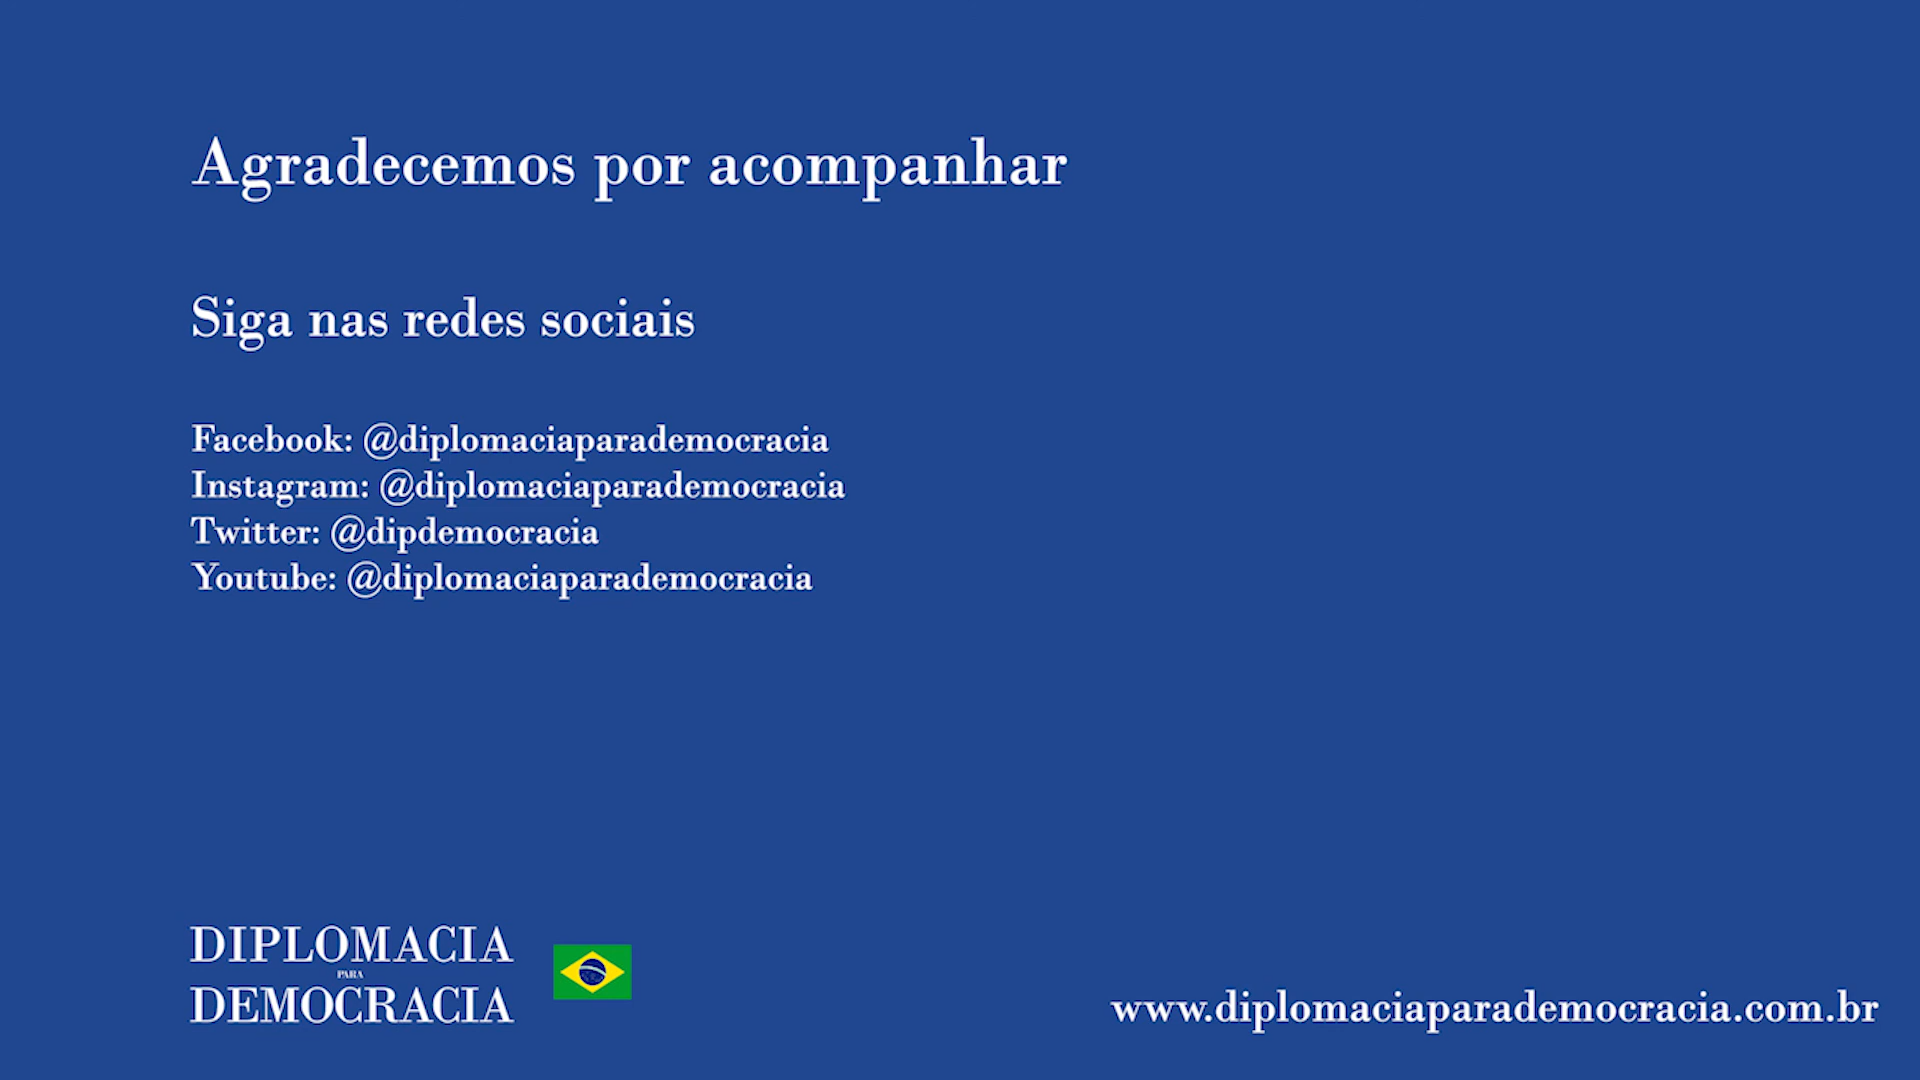 Agradecemos por acompanhar
Siga nas redes sociais
Facebook: @diplomaciaparademocracia
Instagram: @diplomaciaparademocracia
Twitter: @dipdemocracia
Youtube: @diplomaciaparademocracia
DIPLOMACIA
PARA
DEMOCRACIA
www.diplomaciaparademocracia.com.br